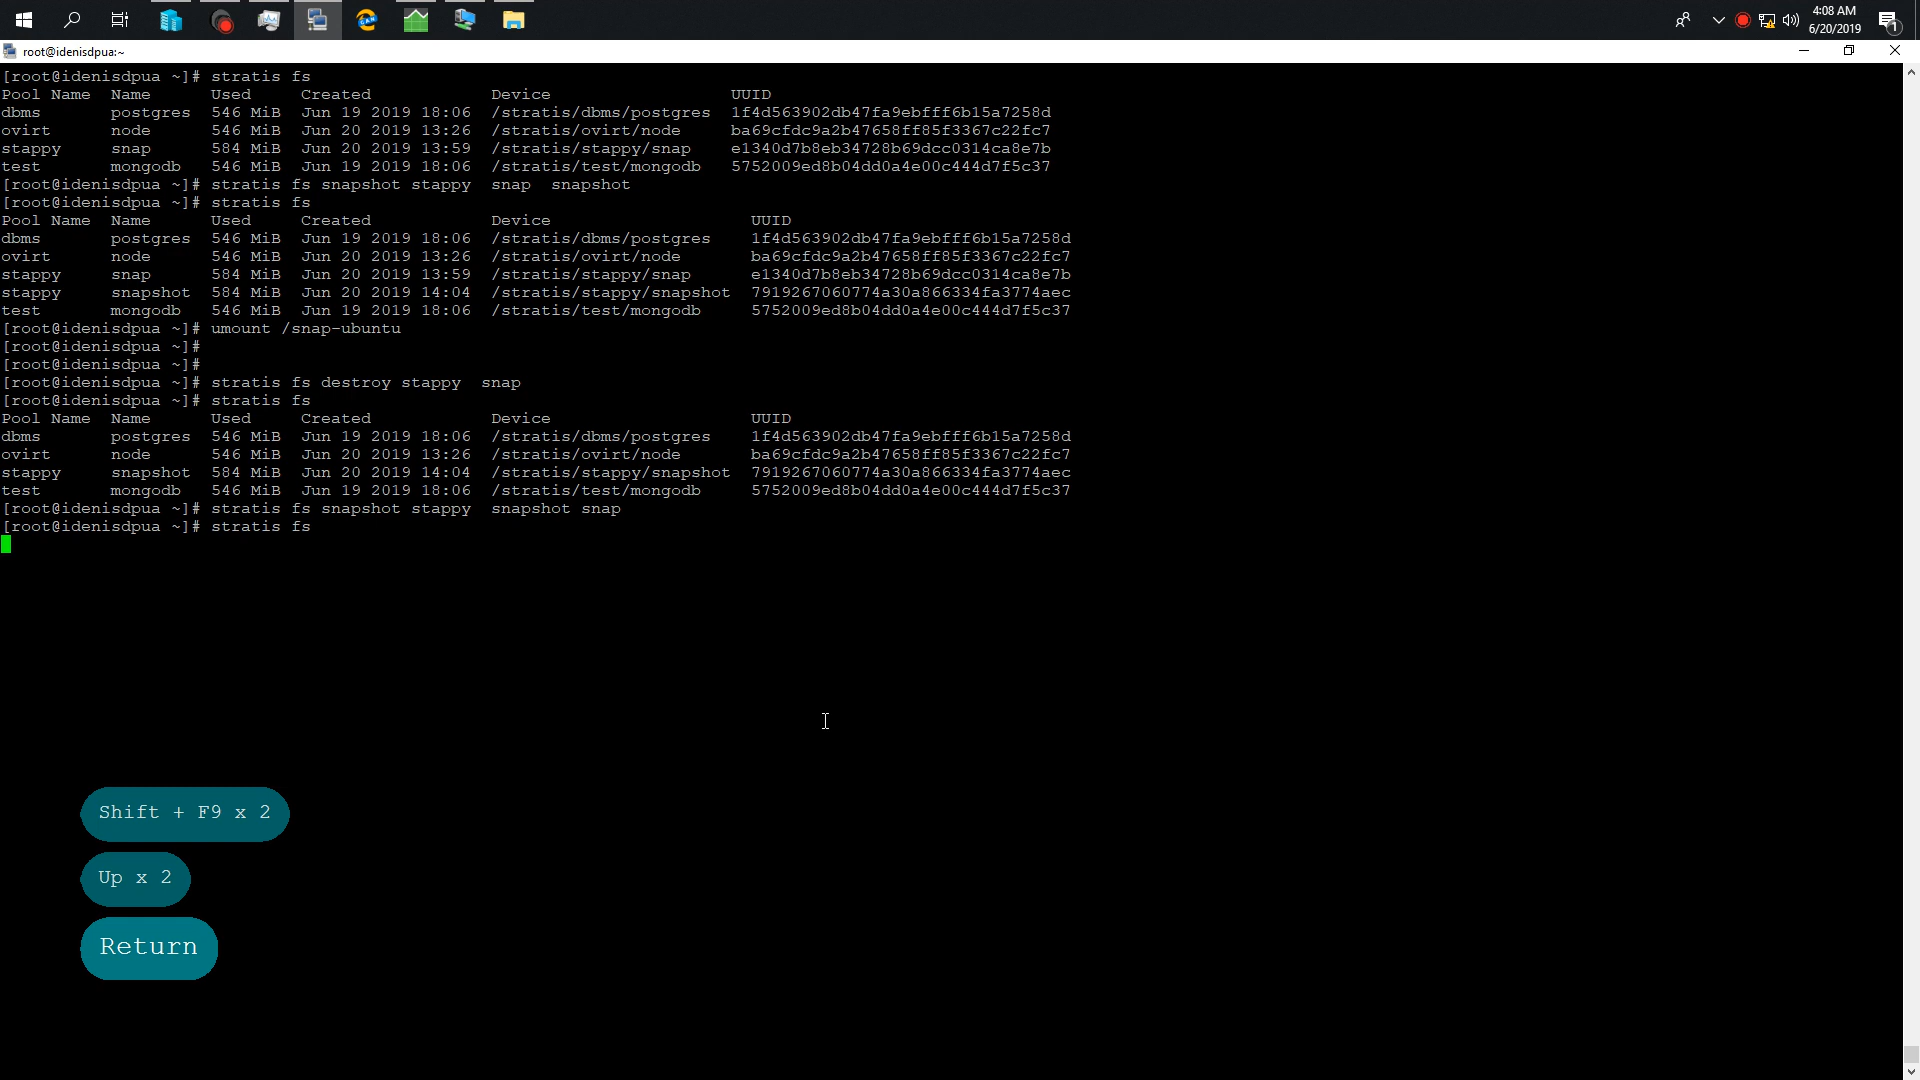 4:08 AM
6/20/2019
1
root@idenisdpua:~
[root@idenisdpua ~]# stratis fs
Pool Name  Name      Used     Created            Device                   UUID
dbms       postgres  546 MiB  Jun 19 2019 18:06  /stratis/dbms/postgres  1f4d563902db47fa9ebfff6b15a7258d
ovirt      node      546 MiB  Jun 20 2019 13:26  /stratis/ovirt/node     ba69cfdc9a2b47658ff85f3367c22fc7
stappy     snap      584 MiB  Jun 20 2019 13:59  /stratis/stappy/snap    e1340d7b8eb34728b69dcc0314ca8e7b
test       mongodb   546 MiB  Jun 19 2019 18:06  /stratis/test/mongodb   5752009ed8b04dd0a4e00c444d7f5c37
[root@idenisdpua ~]# stratis fs snapshot stappy  snap  snapshot
[root@idenisdpua ~]# stratis fs
Pool Name  Name      Used     Created            Device                    UUID
dbms       postgres  546 MiB  Jun 19 2019 18:06  /stratis/dbms/postgres    1f4d563902db47fa9ebfff6b15a7258d
ovirt      node      546 MiB  Jun 20 2019 13:26  /stratis/ovirt/node       ba69cfdc9a2b47658ff85f3367c22fc7
stappy     snap      584 MiB  Jun 20 2019 13:59  /stratis/stappy/snap      e1340d7b8eb34728b69dcc0314ca8e7b
stappy     snapshot  584 MiB  Jun 20 2019 14:04  /stratis/stappy/snapshot  7919267060774a30a866334fa3774aec
test       mongodb   546 MiB  Jun 19 2019 18:06  /stratis/test/mongodb     5752009ed8b04dd0a4e00c444d7f5c37
[root@idenisdpua ~]# umount /snap-ubuntu
[root@idenisdpua ~]#
[root@idenisdpua ~]#
[root@idenisdpua ~]# stratis fs destroy stappy  snap
[root@idenisdpua ~]# stratis fs
Pool Name  Name      Used     Created            Device                    UUID
dbms       postgres  546 MiB  Jun 19 2019 18:06  /stratis/dbms/postgres    1f4d563902db47fa9ebfff6b15a7258d
ovirt      node      546 MiB  Jun 20 2019 13:26  /stratis/ovirt/node       ba69cfdc9a2b47658ff85f3367c22fc7
stappy     snapshot  584 MiB  Jun 20 2019 14:04  /stratis/stappy/snapshot  7919267060774a30a866334fa3774aec
test       mongodb   546 MiB  Jun 19 2019 18:06  /stratis/test/mongodb     5752009ed8b04dd0a4e00c444d7f5c37
[root@idenisdpua ~]# stratis fs snapshot stappy  snapshot snap
[root@idenisdpua ~]# stratis fs
Shift + F9 x 2
Up x 2
Return